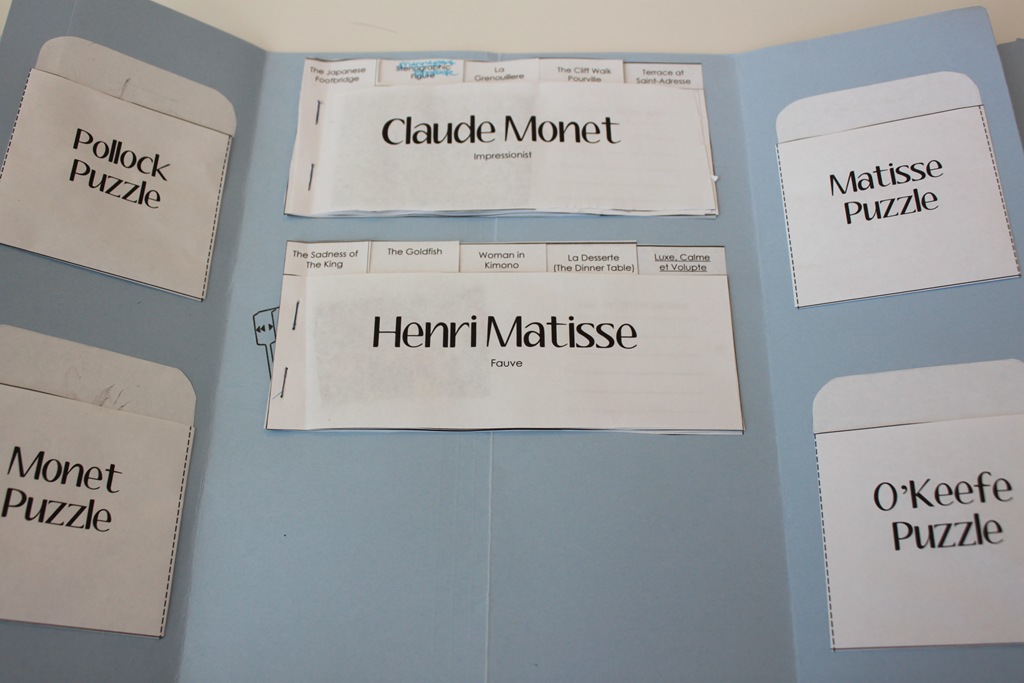 Pollock
Puzzle
The Japanese
Footbridge
Stenographic
Figure
La
Grenouillere
The Cliff Walk
Pourville
Terrace at
Saint-Adresse
Claude Monet
Impressionist
Matisse
Puzzle
The Sadness of
The King
The Goldfish
Woman in
Kimono
La Desserte
(The Dinner Table)
Luxe, Calme
et Volupte
Henri Matisse
Fauve
Monet
Puzzle
O'Keefe
Puzzle